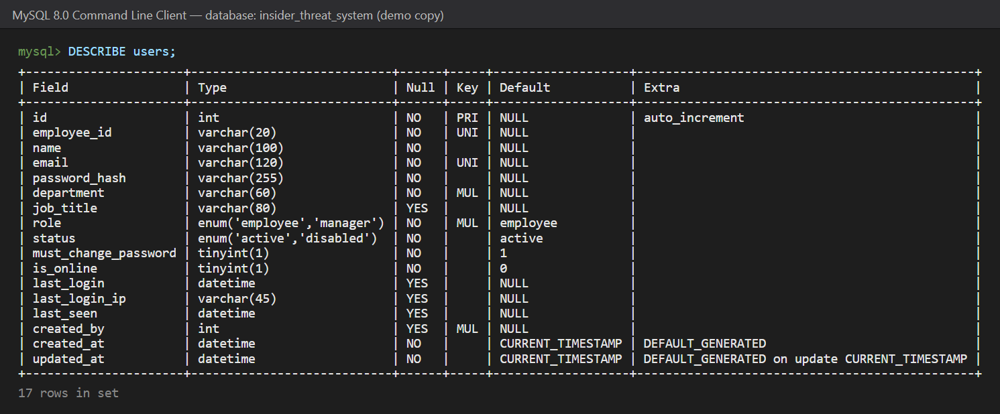 MySQL 8.0 Command Line Client — database: insider_threat_system (demo copy)
mysql> DESCRIBE users;
+----------------------+----------------------------+------+-----+-------------------+-----------------------------------------------+
| Field                | Type                       | Null | Key | Default           | Extra                                         |
+----------------------+----------------------------+------+-----+-------------------+-----------------------------------------------+
| id                   | int                        | NO   | PRI | NULL              | auto_increment                                |
| employee_id          | varchar(20)                | NO   | UNI | NULL              |                                               |
| name                 | varchar(100)               | NO   |     | NULL              |                                               |
| email                | varchar(120)               | NO   | UNI | NULL              |                                               |
| password_hash        | varchar(255)               | NO   |     | NULL              |                                               |
| department           | varchar(60)                | NO   | MUL | NULL              |                                               |
| job_title            | varchar(80)                | YES  |     | NULL              |                                               |
| role                 | enum('employee','manager') | NO   | MUL | employee          |                                               |
| status               | enum('active','disabled')  | NO   |     | active            |                                               |
| must_change_password | tinyint(1)                 | NO   |     | 1                 |                                               |
| is_online            | tinyint(1)                 | NO   |     | 0                 |                                               |
| last_login           | datetime                   | YES  |     | NULL              |                                               |
| last_login_ip        | varchar(45)                | YES  |     | NULL              |                                               |
| last_seen            | datetime                   | YES  |     | NULL              |                                               |
| created_by           | int                        | YES  | MUL | NULL              |                                               |
| created_at           | datetime                   | NO   |     | CURRENT_TIMESTAMP | DEFAULT_GENERATED                             |
| updated_at           | datetime                   | NO   |     | CURRENT_TIMESTAMP | DEFAULT_GENERATED on update CURRENT_TIMESTAMP |
+----------------------+----------------------------+------+-----+-------------------+-----------------------------------------------+
17 rows in set